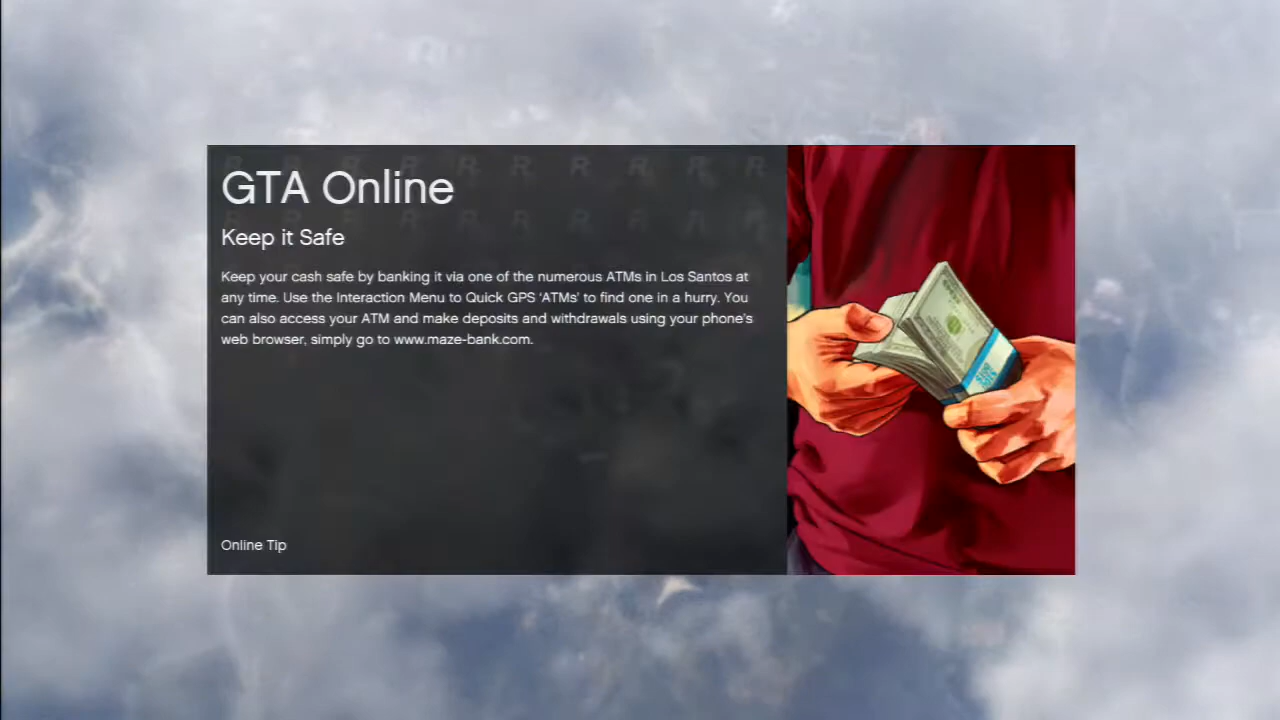 GTA Online
Keep it Safe
Keep your cash safe by banking it via one of the numerous ATMs in Los Santos at
any time. Use the Interaction Menu to Quick GPS ‘ATMs’ to find one in a hurry. You
can also access your ATM and make deposits and withdrawals using your phone's
web browser, simply go to www.maze-bank.com.
Online Tip